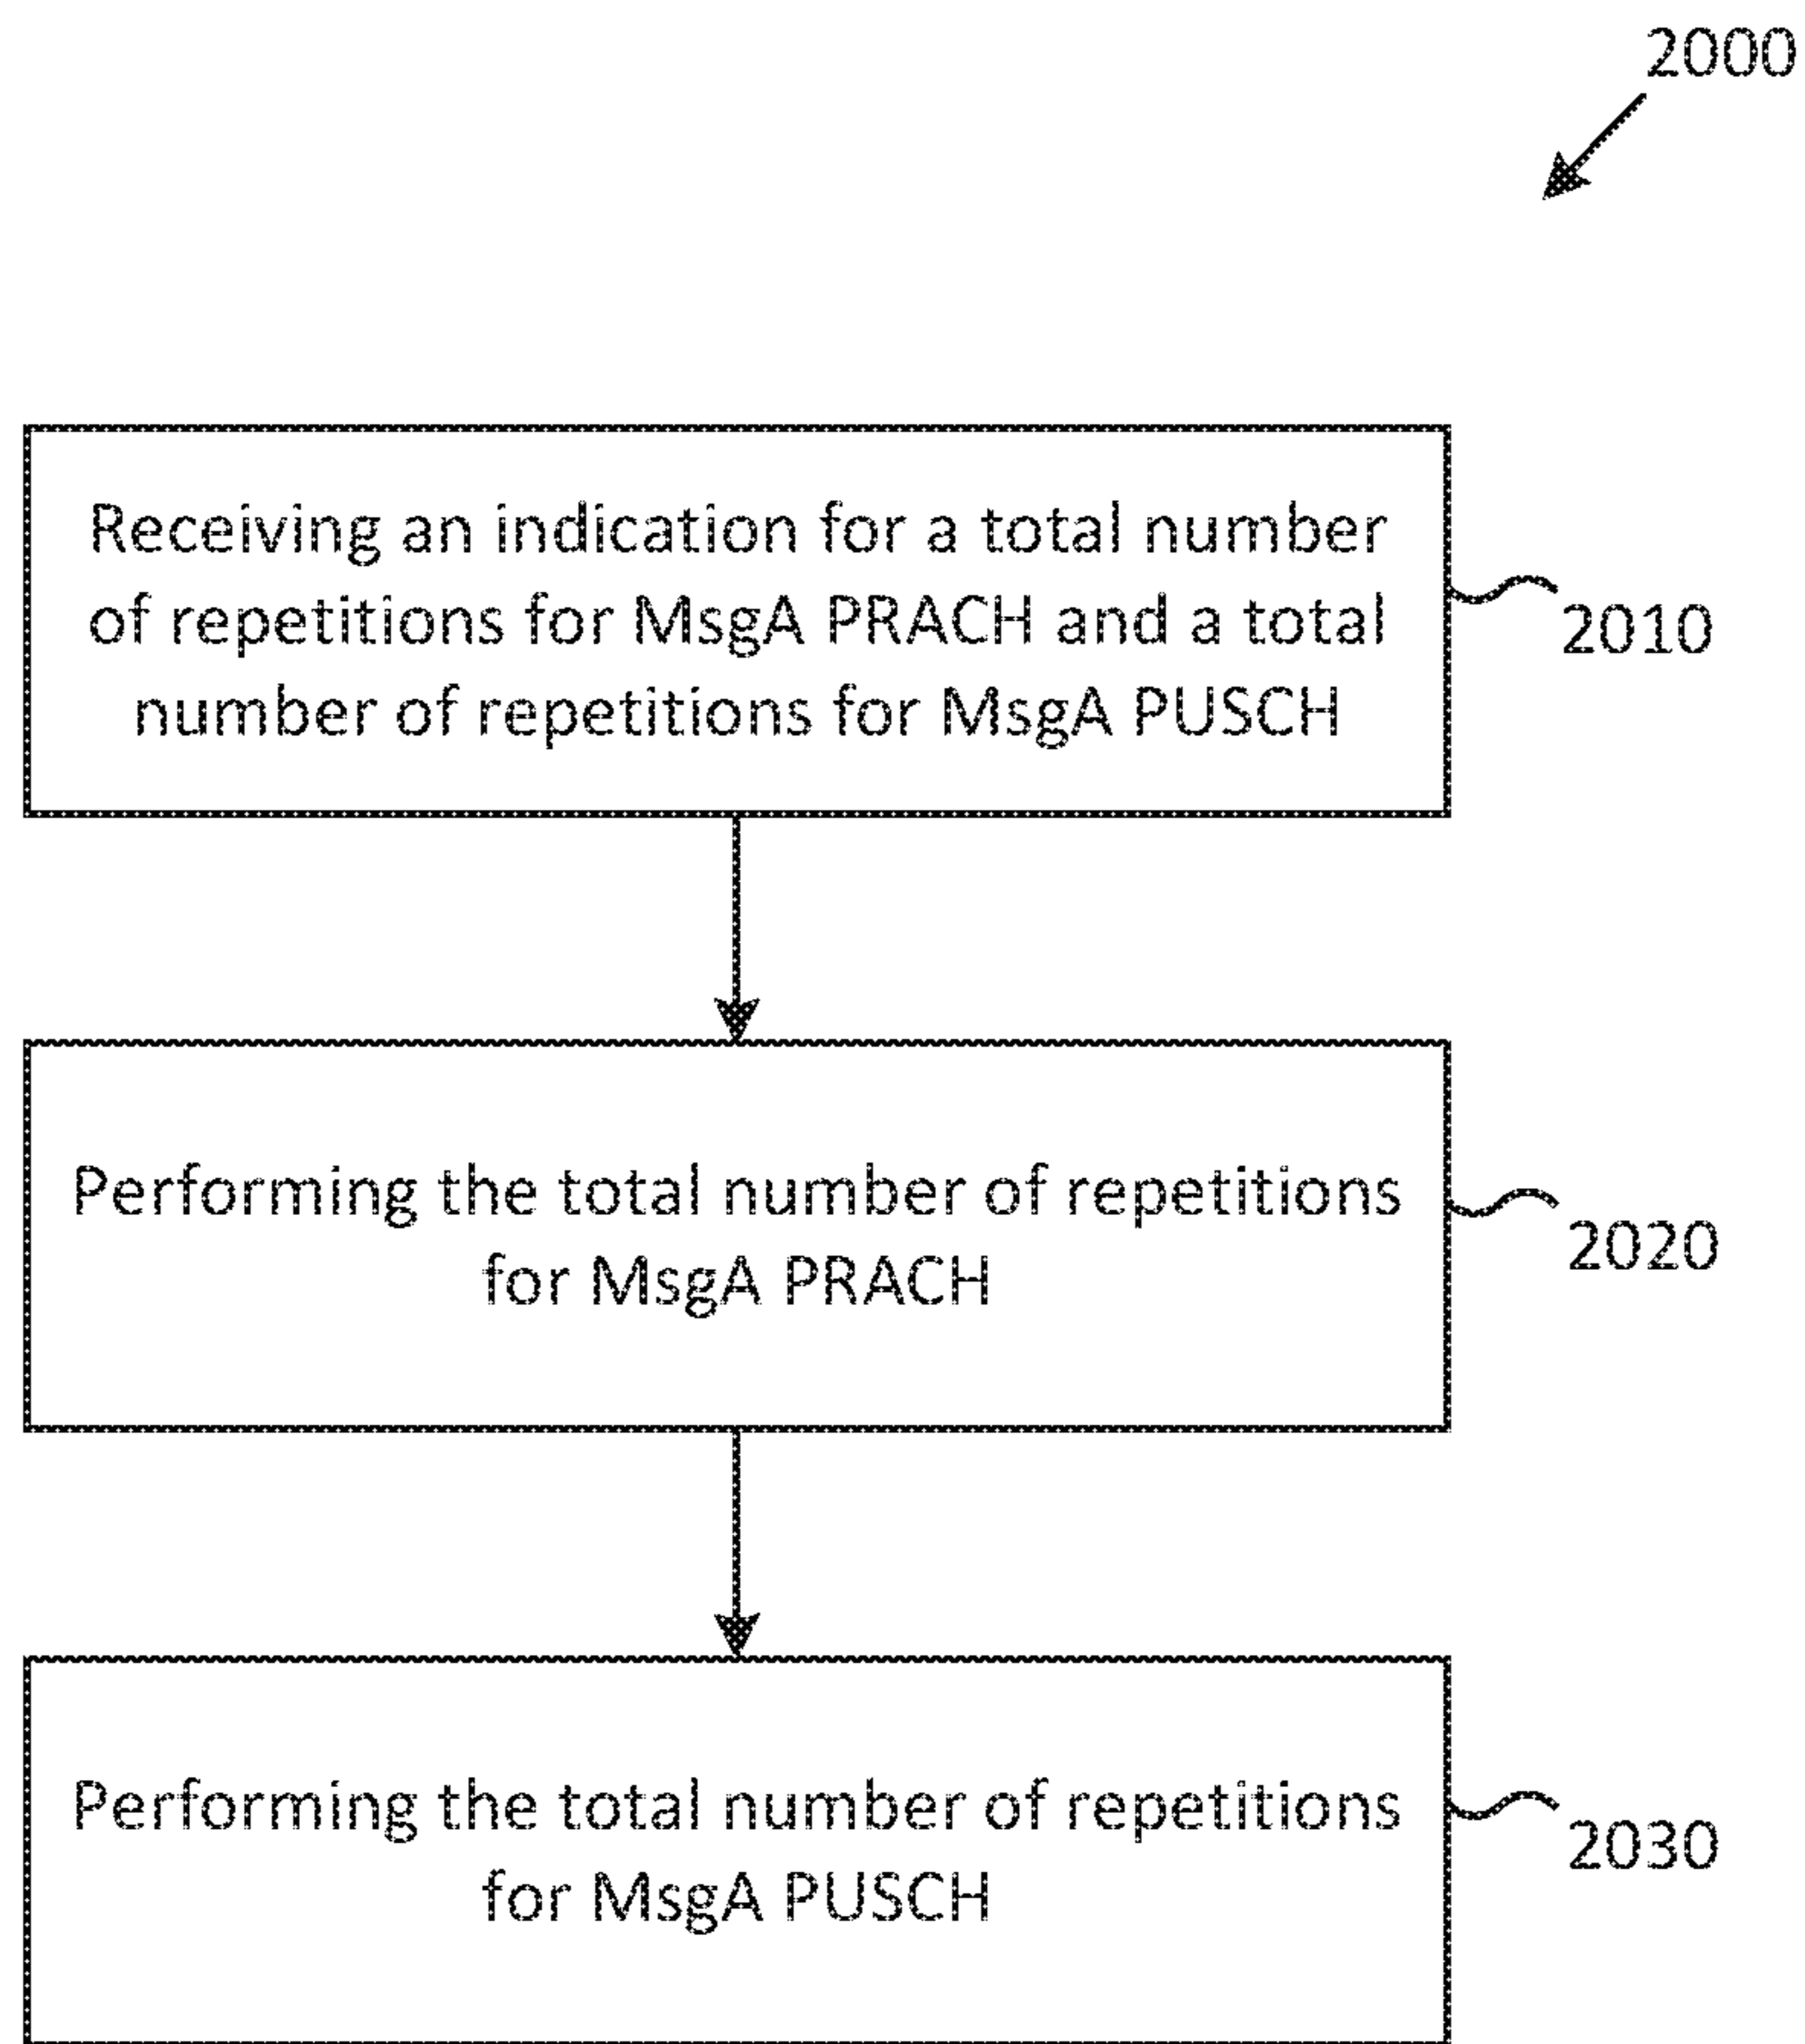 2000
Receiving an indication for a total number
of repetitions for MsgA PRACH and a total
number of repetitions for MsgA PUSCH
2010
Performing the total number of repetitions
for MsgA PRACH
2020
Performing the total number of repetitions
for MsgA PUSCH
2030